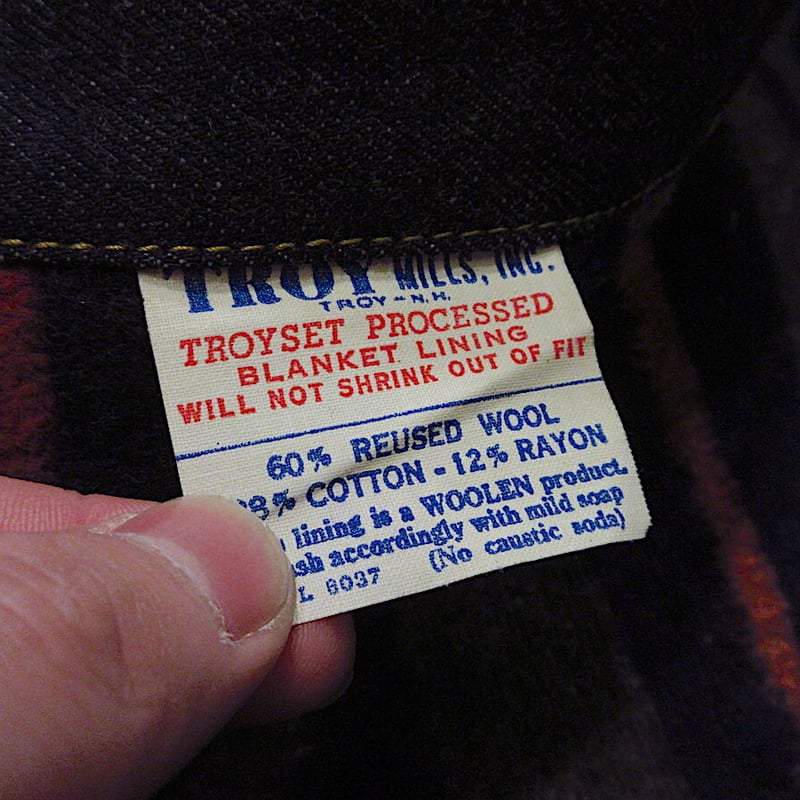 TROY MILLS, INC.
TROY - N.H.
TROYSET PROCESSED
BLANKET LINING
WILL NOT SHRINK OUT OF FIT
60% REUSED WOOL
28% COTTON - 12% RAYON
lining is a WOOLEN product.
accordingly with mild soap
(No caustic soda)
L 6037